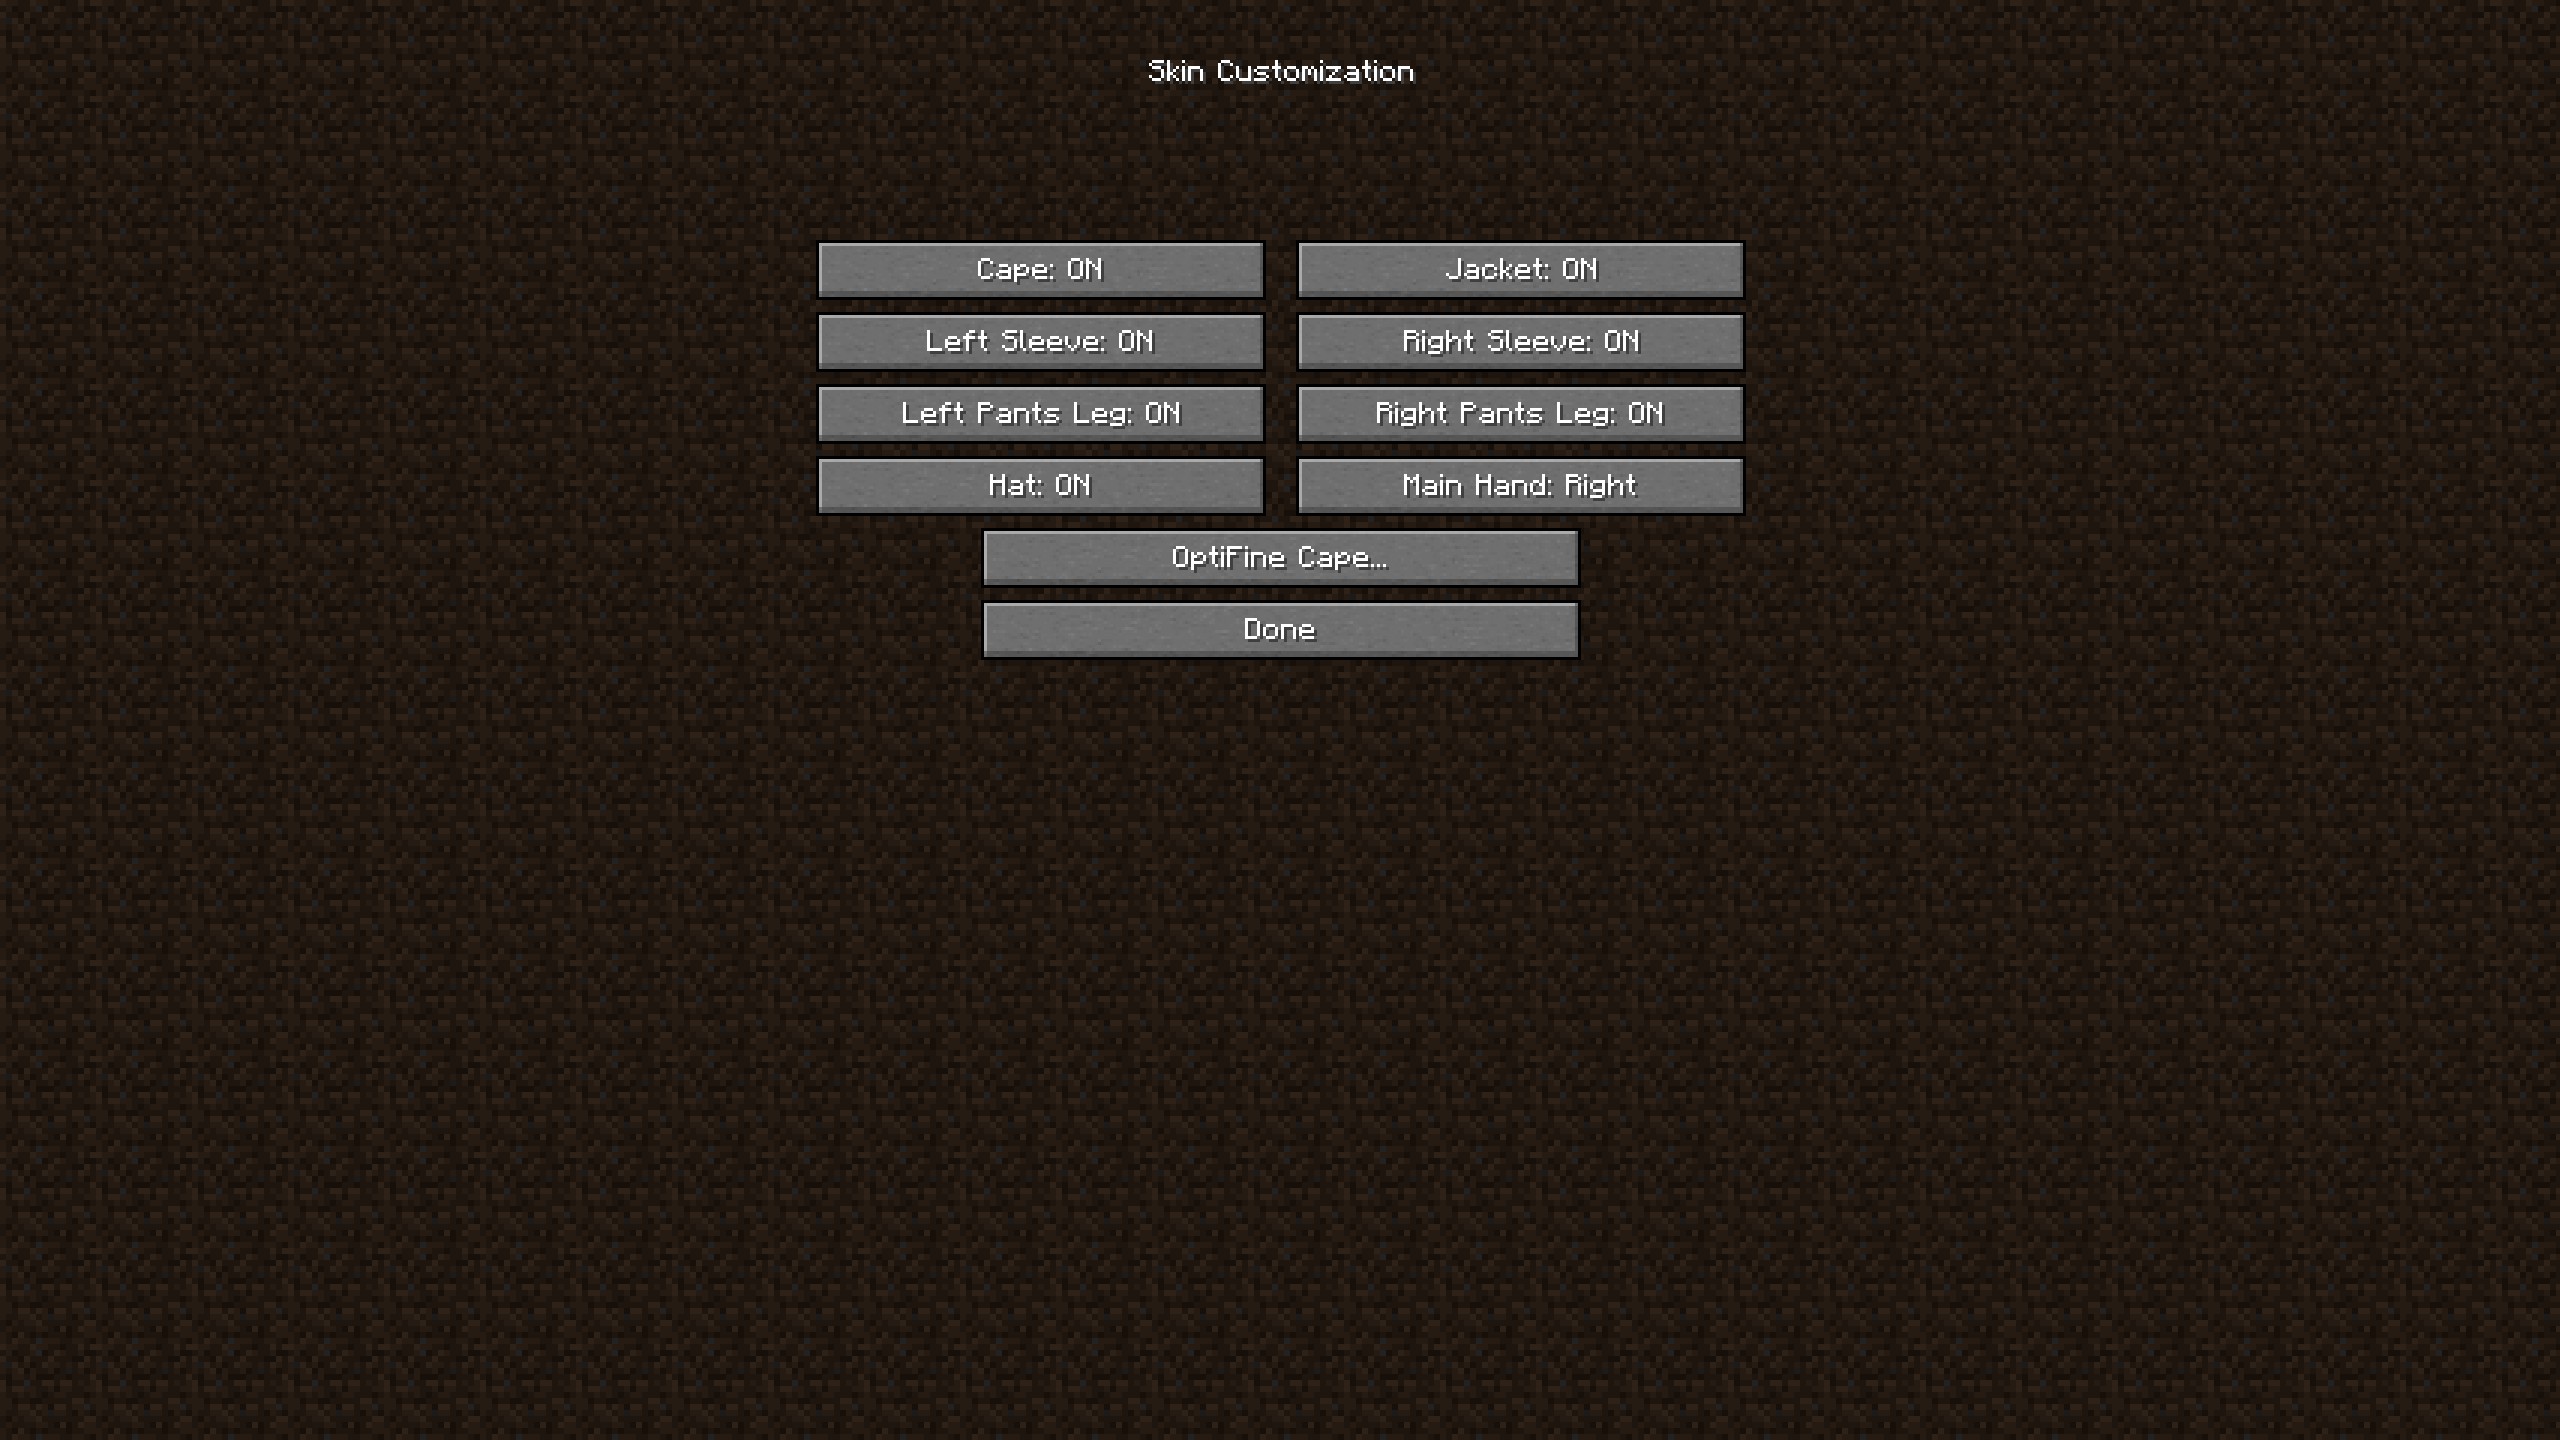 Skin Customization
Cape: ON
Jacket: ON
Left Sleeve: ON
Right Sleeve: ON
Left Pants Leg: ON
Right Pants Leg: ON
Hat: ON
Main Hand: Right
OptiFine Cape...
Done